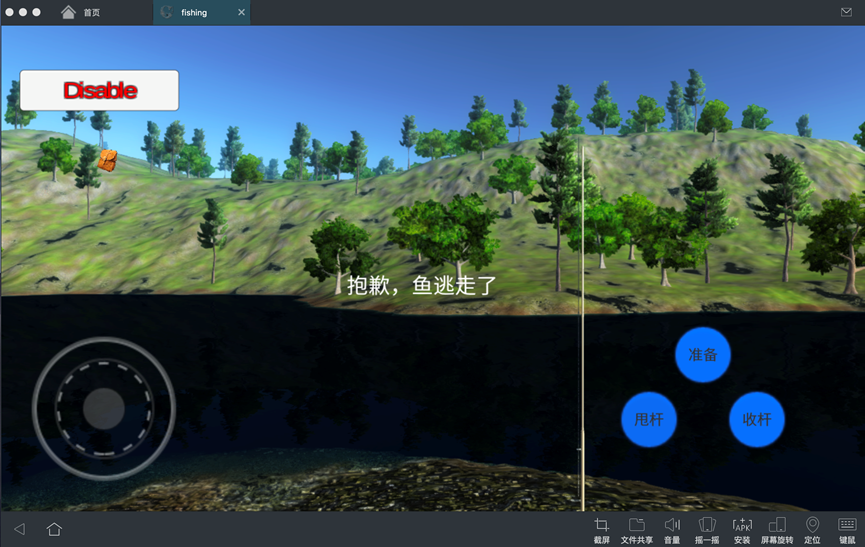 首页
fishing
Disable
抱歉，鱼逃走了
准备
甩杆
收杆
截屏
文件共享
音量
摇一摇
APK
安装
屏幕旋转
定位
键鼠